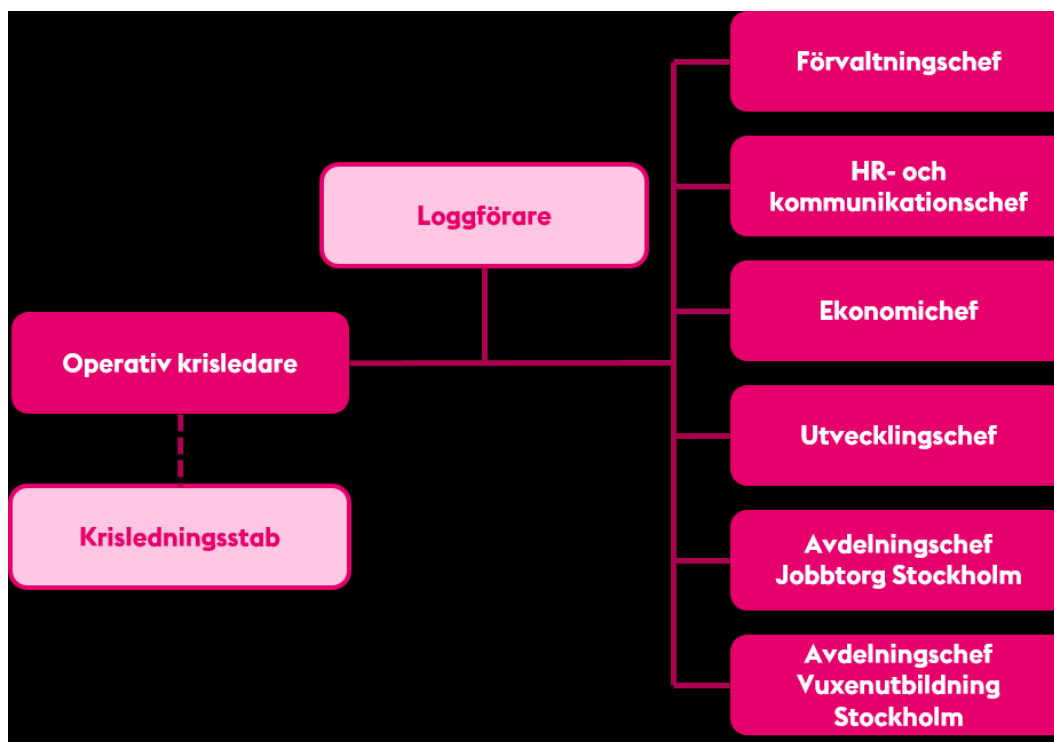 Förvaltningschef
HR- och
kommunikationschef
Loggförare
Ekonomichef
Operativ krisledare
Utvecklingschef
Krisledningsstab
Avdelningschef
Jobbtorg Stockholm
Avdelningschef
Vuxenutbildning
Stockholm